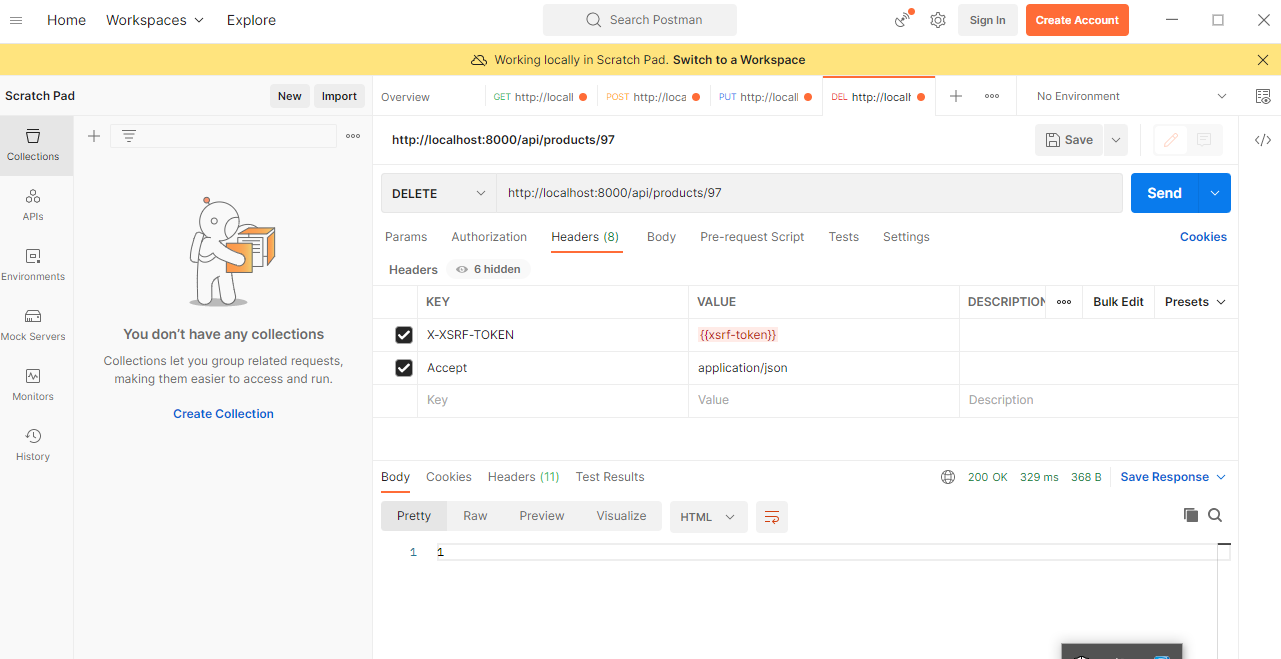 Home Workspaces Explore Search Postman Sign In Create Account
Working locally in Scratch Pad. Switch to a Workspace
Scratch Pad New Import Overview GET http://locall POST http://loca PUT http://locall DEL http://localh No Environment
Collections
APIs
Environments
Mock Servers
Monitors
History
You don't have any collections
Collections let you group related requests,
making them easier to access and run.
Create Collection
http://localhost:8000/api/products/97 Save
DELETE http://localhost:8000/api/products/97 Send
Params Authorization Headers (8) Body Pre-request Script Tests Settings Cookies
Headers 6 hidden
KEY VALUE DESCRIPTION Bulk Edit Presets
X-XSRF-TOKEN {{xsrf-token}}
Accept application/json
Key Value Description
Body Cookies Headers (11) Test Results 200 OK 329 ms 368 B Save Response
Pretty Raw Preview Visualize HTML
1 1